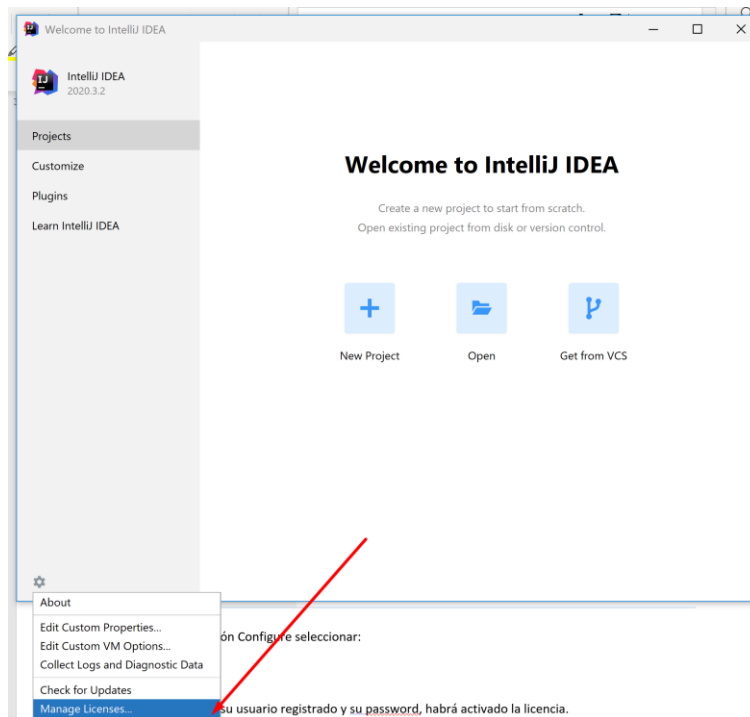 Welcome to IntelliJ IDEA
IntelliJ IDEA
2020.3.2
Projects
Customize
Plugins
Learn IntelliJ IDEA
Welcome to IntelliJ IDEA
Create a new project to start from scratch.
Open existing project from disk or version control.
New Project
Open
Get from VCS
About
Edit Custom Properties...
Edit Custom VM Options...
Collect Logs and Diagnostic Data
Check for Updates
Manage Licenses...
ón Configure seleccionar:
su usuario registrado y su password, habrá activado la licencia.